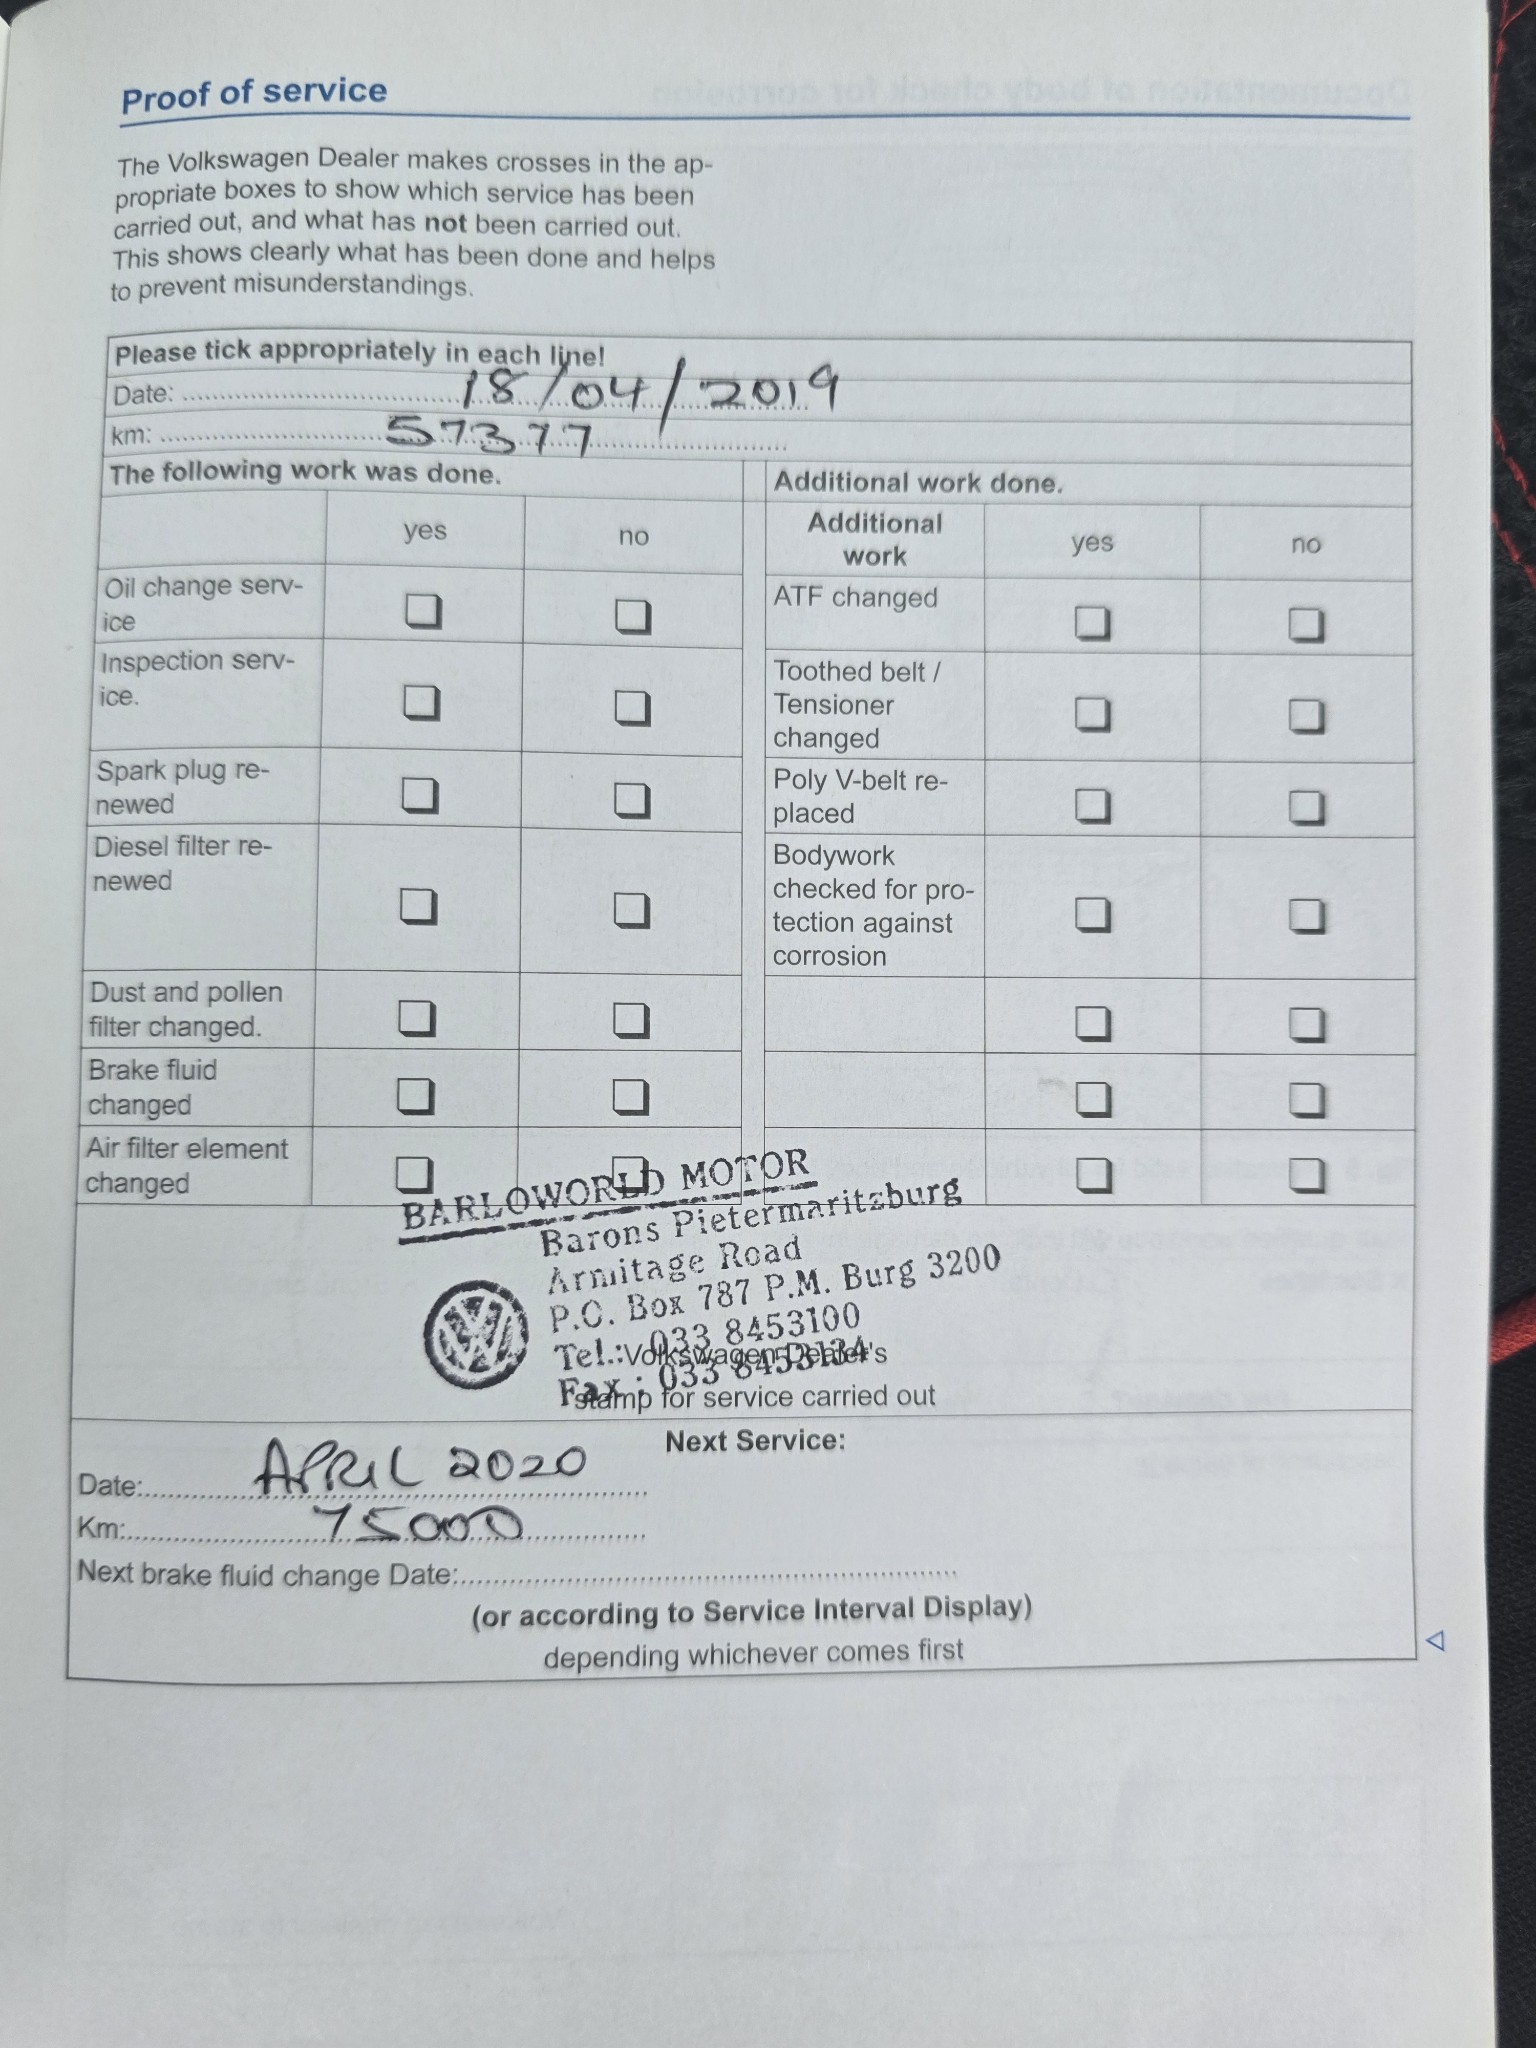 Proof of service
The Volkswagen Dealer makes crosses in the ap-
propriate boxes to show which service has been
carried out, and what has not been carried out.
This shows clearly what has been done and helps
to prevent misunderstandings.
Please tick appropriately in each line!
Date: 18/04/2019
km: 57377
The following work was done.
yes no
Oil change serv-
ice
Inspection serv-
ice.
Spark plug re-
newed
Diesel filter re-
newed
Dust and pollen
filter changed.
Brake fluid
changed
Air filter element
changed
Additional work done.
Additional
work
yes no
ATF changed
Toothed belt /
Tensioner
changed
Poly V-belt re-
placed
Bodywork
checked for pro-
tection against
corrosion
BARLOWORLD MOTOR
Barons Pietermaritzburg
Armitage Road
P.O. Box 787 P.M. Burg 3200
Tel.: 033 8453100
Fax : 033 8453134
Volkswagen Dealer's
stamp for service carried out
Next Service:
Date: APRIL 2020
Km: 75000
Next brake fluid change Date:
(or according to Service Interval Display)
depending whichever comes first